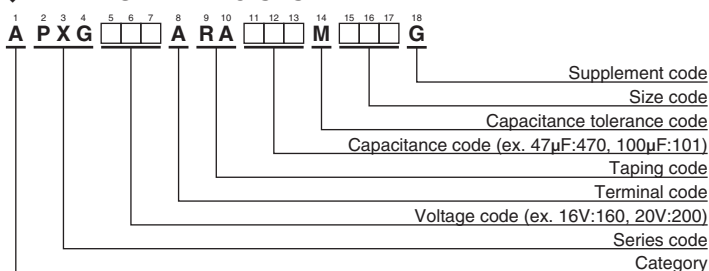 1 2 3 4 5 6 7 8 9 10 11 12 13 14 15 16 17 18
A P X G A R A M G
Supplement code
Size code
Capacitance tolerance code
Capacitance code (ex. 47µF:470, 100µF:101)
Taping code
Terminal code
Voltage code (ex. 16V:160, 20V:200)
Series code
Category